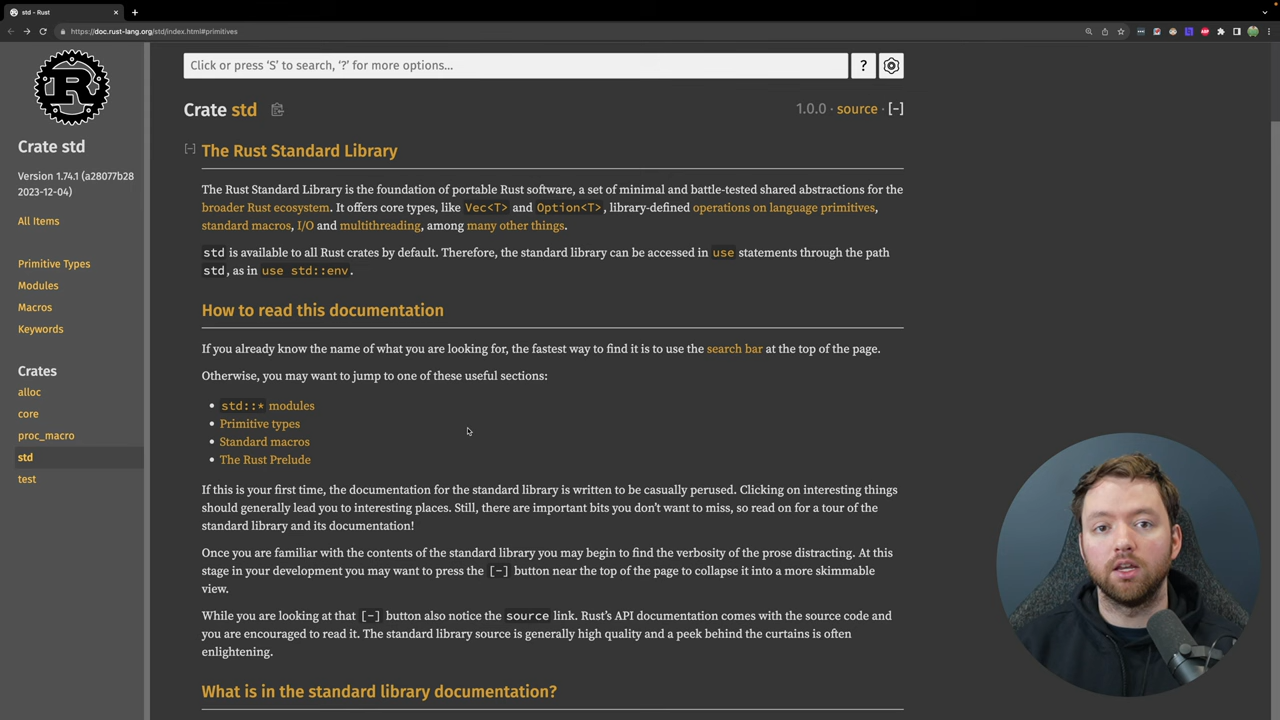 std - Rust
https://doc.rust-lang.org/std/index.html#primitives
R
Crate std
Version 1.74.1 (a28077b28
2023-12-04)
All Items
Primitive Types
Modules
Macros
Keywords
Crates
alloc
core
proc_macro
std
test
Click or press ‘S’ to search, ‘?’ for more options…
?
Crate std
1.0.0 · source · [−]
[−] The Rust Standard Library
The Rust Standard Library is the foundation of portable Rust software, a set of minimal and battle-tested shared abstractions for the
broader Rust ecosystem. It offers core types, like Vec<T> and Option<T>, library-defined operations on language primitives,
standard macros, I/O and multithreading, among many other things.
std is available to all Rust crates by default. Therefore, the standard library can be accessed in use statements through the path
std, as in use std::env.
How to read this documentation
If you already know the name of what you are looking for, the fastest way to find it is to use the search bar at the top of the page.
Otherwise, you may want to jump to one of these useful sections:
• std::* modules
• Primitive types
• Standard macros
• The Rust Prelude
If this is your first time, the documentation for the standard library is written to be casually perused. Clicking on interesting things
should generally lead you to interesting places. Still, there are important bits you don’t want to miss, so read on for a tour of the
standard library and its documentation!
Once you are familiar with the contents of the standard library you may begin to find the verbosity of the prose distracting. At this
stage in your development you may want to press the [-] button near the top of the page to collapse it into a more skimmable
view.
While you are looking at that [-] button also notice the source link. Rust’s API documentation comes with the source code and
you are encouraged to read it. The standard library source is generally high quality and a peek behind the curtains is often
enlightening.
What is in the standard library documentation?